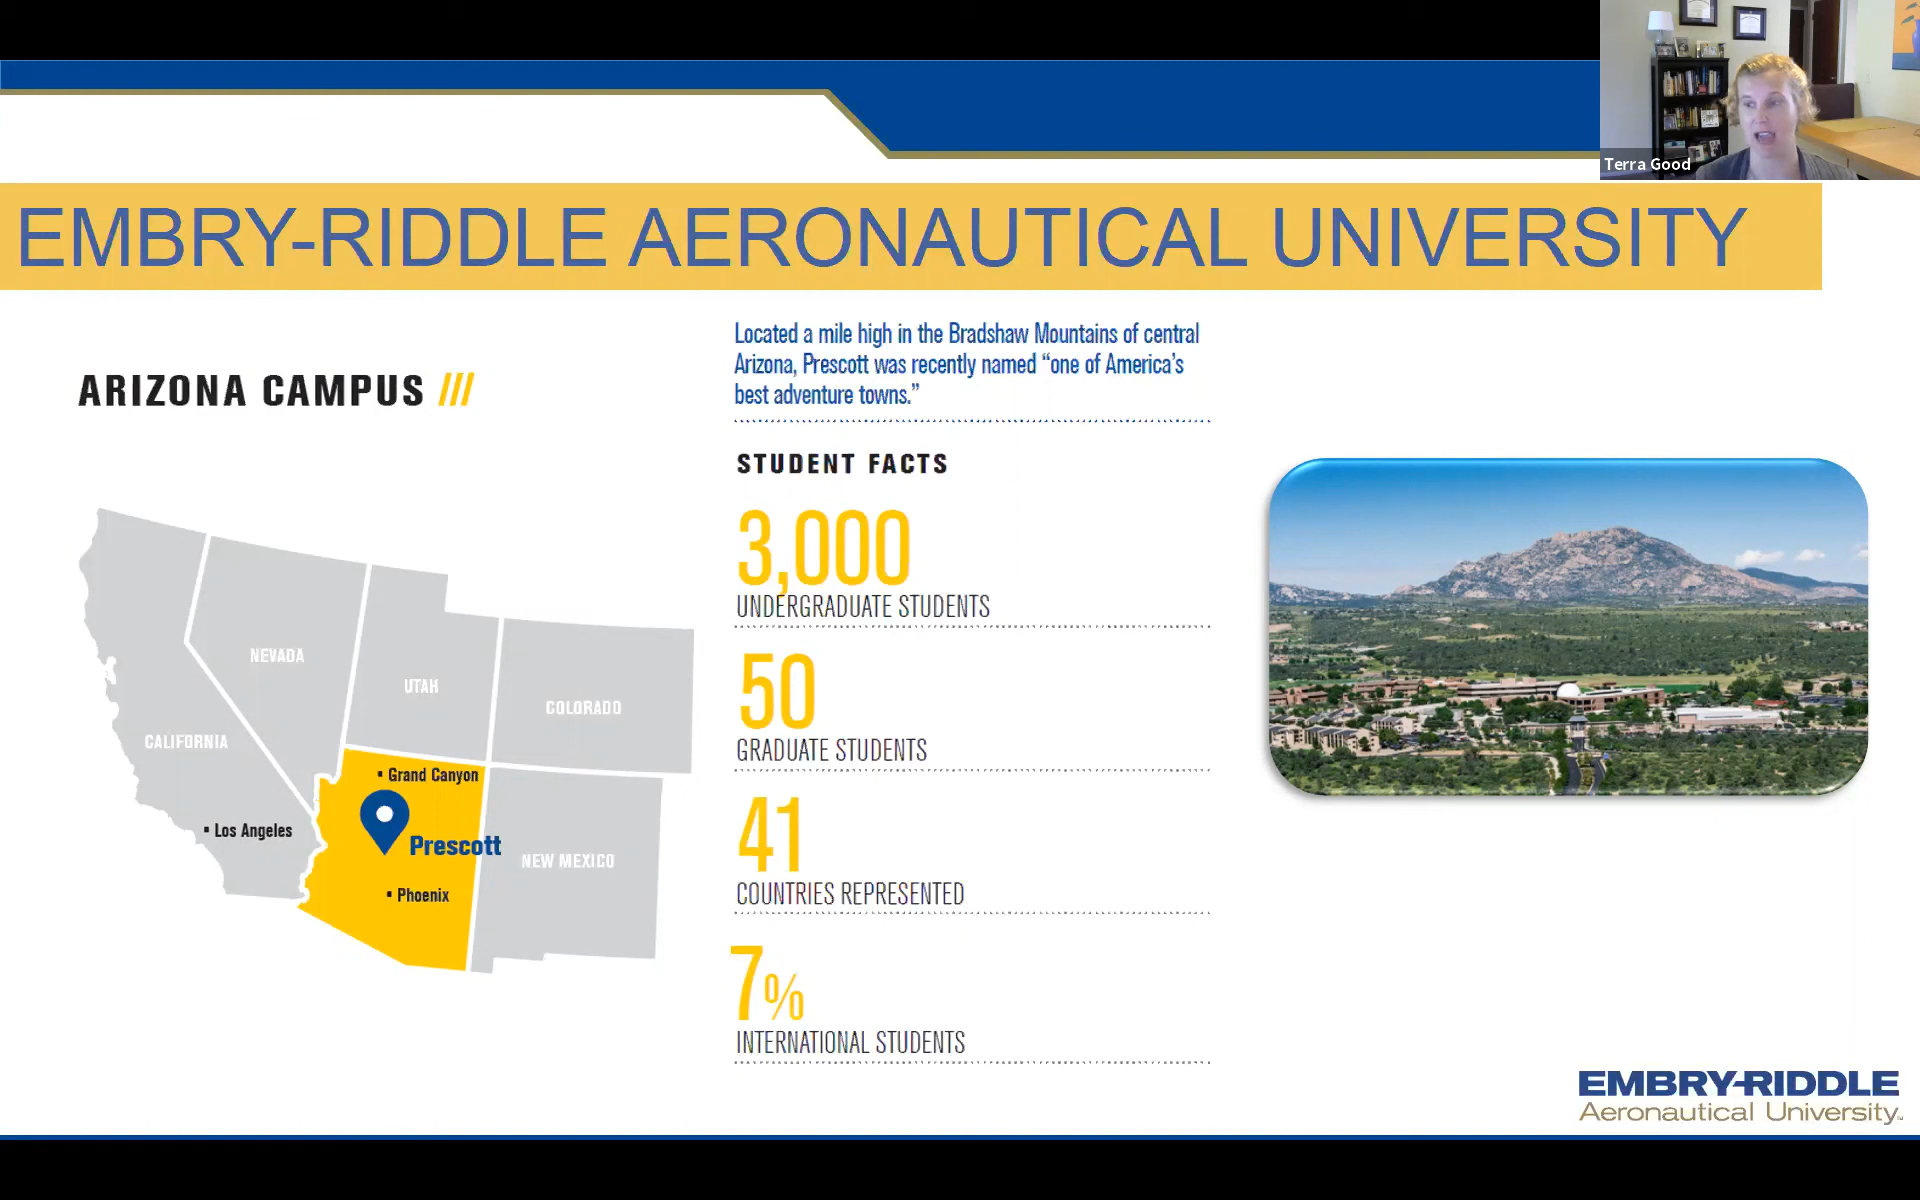 Terra Good
EMBRY-RIDDLE AERONAUTICAL UNIVERSITY
ARIZONA CAMPUS ///
NEVADA
UTAH
COLORADO
CALIFORNIA
▪ Grand Canyon
▪ Los Angeles
Prescott
NEW MEXICO
▪ Phoenix
Located a mile high in the Bradshaw Mountains of central
Arizona, Prescott was recently named “one of America’s
best adventure towns.”
STUDENT FACTS
3,000
UNDERGRADUATE STUDENTS
50
GRADUATE STUDENTS
41
COUNTRIES REPRESENTED
7%
INTERNATIONAL STUDENTS
EMBRY-RIDDLE
Aeronautical University™